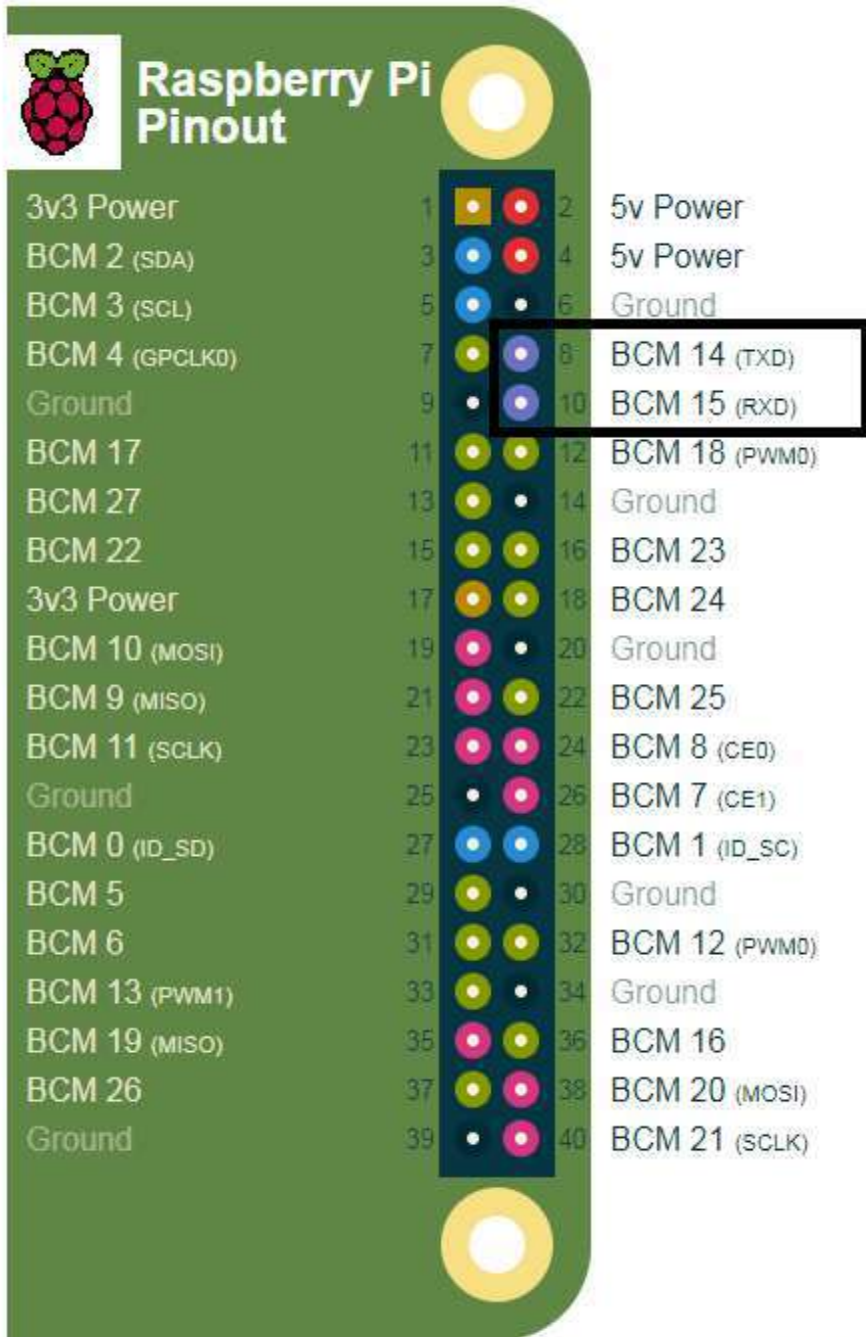 Raspberry Pi
Pinout
3v3 Power 1 2 5v Power
BCM 2 (SDA) 3 4 5v Power
BCM 3 (SCL) 5 6 Ground
BCM 4 (GPCLK0) 7 8 BCM 14 (TXD)
Ground 9 10 BCM 15 (RXD)
BCM 17 11 12 BCM 18 (PWM0)
BCM 27 13 14 Ground
BCM 22 15 16 BCM 23
3v3 Power 17 18 BCM 24
BCM 10 (MOSI) 19 20 Ground
BCM 9 (MISO) 21 22 BCM 25
BCM 11 (SCLK) 23 24 BCM 8 (CE0)
Ground 25 26 BCM 7 (CE1)
BCM 0 (ID_SD) 27 28 BCM 1 (ID_SC)
BCM 5 29 30 Ground
BCM 6 31 32 BCM 12 (PWM0)
BCM 13 (PWM1) 33 34 Ground
BCM 19 (MISO) 35 36 BCM 16
BCM 26 37 38 BCM 20 (MOSI)
Ground 39 40 BCM 21 (SCLK)